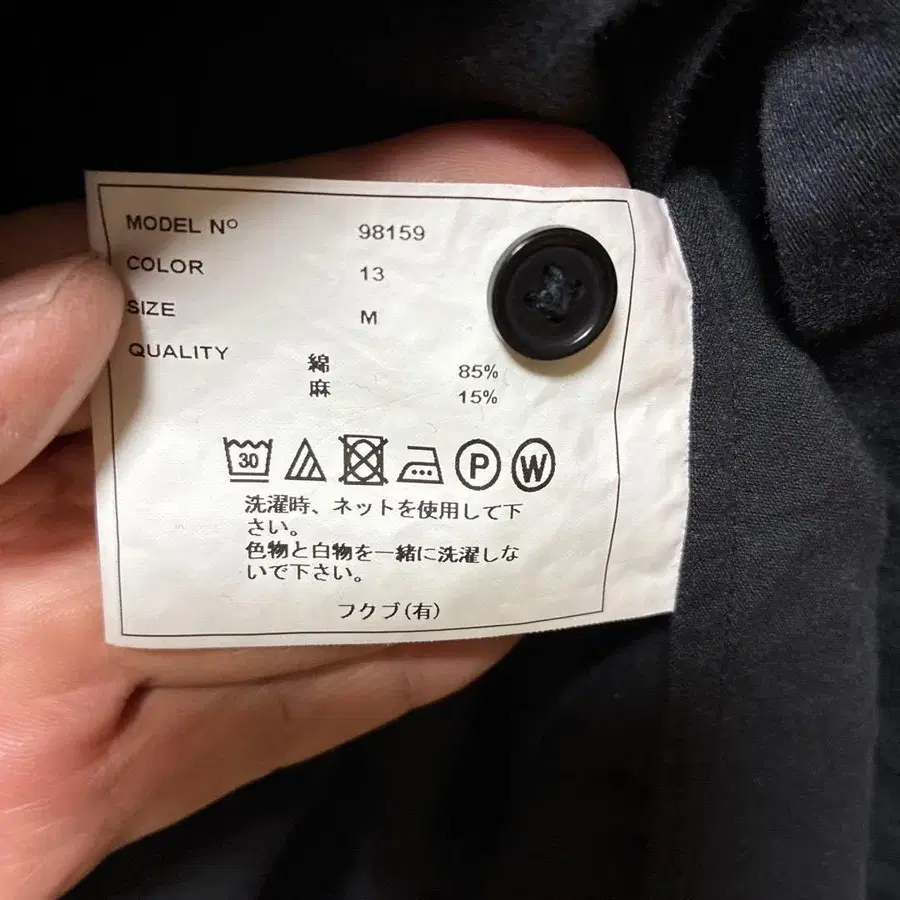 MODEL Nº 98159
COLOR 13
SIZE M
QUALITY
綿 85%
麻 15%
30 P W
洗濯時、ネットを使用して下
さい。
色物と白物を一緒に洗濯しな
いで下さい。
フクブ(有)